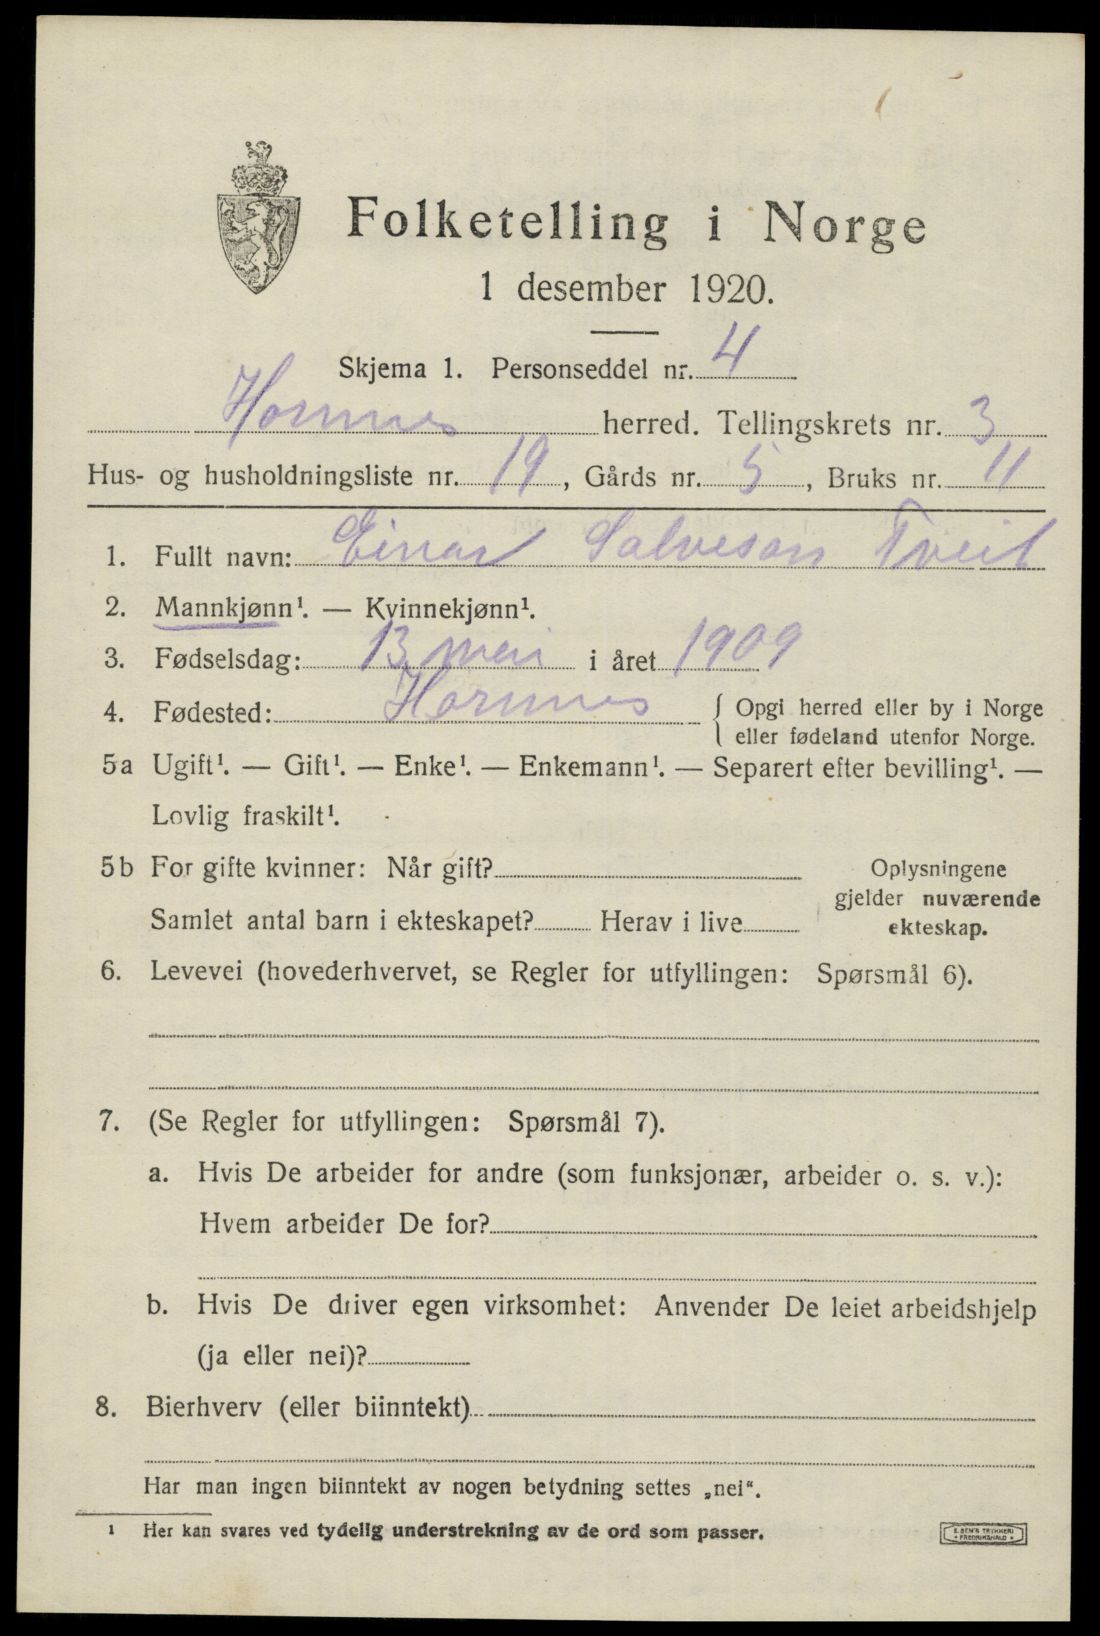 Folketelling i Norge
1 desember 1920.
Skjema 1. Personseddel nr. 4
Hornnes herred. Tellingskrets nr. 3
Hus- og husholdningsliste nr. 19, Gårds nr. 5, Bruks nr. 11
1. Fullt navn: Einar Salveson Tveit
2. Mannkjønn¹. — Kvinnekjønn¹.
3. Fødselsdag: 13 mai i året 1909
4. Fødested: Hornnes { Opgi herred eller by i Norge
eller fødeland utenfor Norge.
5a Ugift¹. — Gift¹. — Enke¹. — Enkemann¹. — Separert efter bevilling¹. —
Lovlig fraskilt¹.
5b For gifte kvinner: Når gift? Oplysningene
gjelder nuværende
Samlet antal barn i ekteskapet? Herav i live ekteskap.
6. Levevei (hovederhvervet, se Regler for utfyllingen: Spørsmål 6).
7. (Se Regler for utfyllingen: Spørsmål 7).
a. Hvis De arbeider for andre (som funksjonær, arbeider o. s. v.):
Hvem arbeider De for?
b. Hvis De driver egen virksomhet: Anvender De leiet arbeidshjelp
(ja eller nei)?
8. Bierhverv (eller biinntekt)
Har man ingen biinntekt av nogen betydning settes „nei“.
¹ Her kan svares ved tydelig understrekning av de ord som passer.
E. SEM'S TRYKKERI
FREDRIKSHALD